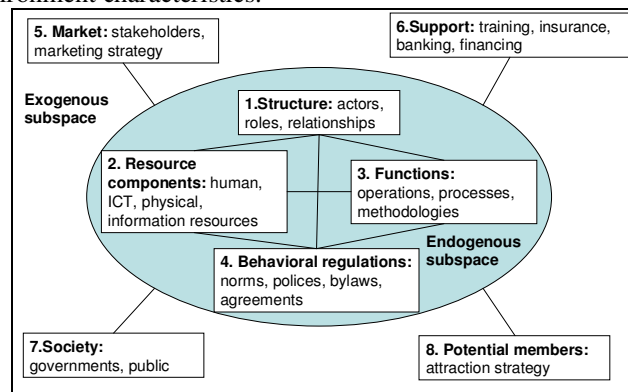 5. Market: stakeholders,
marketing strategy
6.Support: training, insurance,
banking, financing
Exogenous
subspace
1.Structure: actors,
roles, relationships
2. Resource
components: human,
ICT, physical,
information resources
3. Functions:
operations, processes,
methodologies
Endogenous
subspace
4. Behavioral regulations:
norms, polices, bylaws,
agreements
7.Society:
governments, public
8. Potential members:
attraction strategy